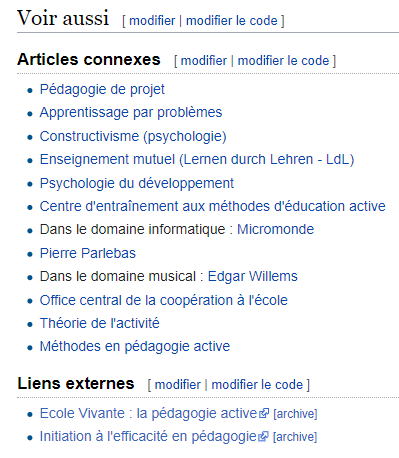 Voir aussi [ modifier | modifier le code ]
Articles connexes [ modifier | modifier le code ]
Pédagogie de projet
Apprentissage par problèmes
Constructivisme (psychologie)
Enseignement mutuel (Lernen durch Lehren - LdL)
Psychologie du développement
Centre d'entraînement aux méthodes d'éducation active
Dans le domaine informatique : Micromonde
Pierre Parlebas
Dans le domaine musical : Edgar Willems
Office central de la coopération à l'école
Théorie de l'activité
Méthodes en pédagogie active
Liens externes [ modifier | modifier le code ]
Ecole Vivante : la pédagogie active [archive]
Initiation à l'efficacité en pédagogie [archive]